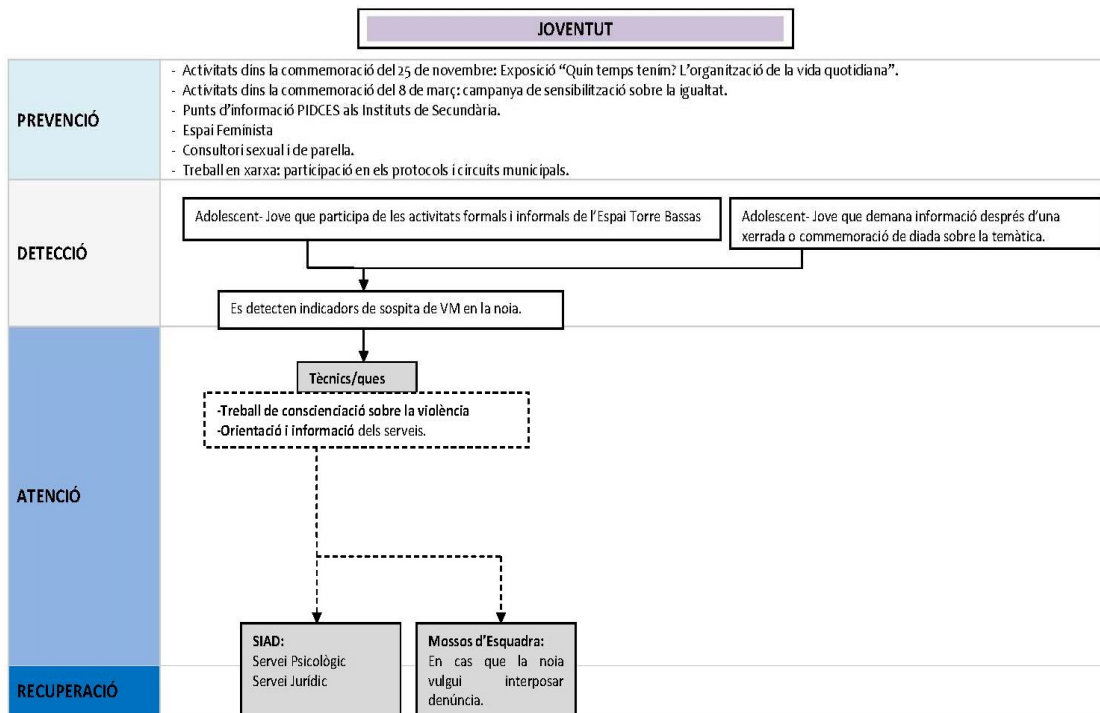 JOVENTUT
PREVENCIÓ
- Activitats dins la commemoració del 25 de novembre: Exposició “Quin temps tenim? L’organització de la vida quotidiana”.
- Activitats dins la commemoració del 8 de març: campanya de sensibilització sobre la igualtat.
- Punts d’informació PIDCES als Instituts de Secundària.
- Espai Feminista
- Consultori sexual i de parella.
- Treball en xarxa: participació en els protocols i circuits municipals.
DETECCIÓ
Adolescent- Jove que participa de les activitats formals i informals de l’Espai Torre Bassas
Adolescent- Jove que demana informació després d’una
xerrada o commemoració de diada sobre la temàtica.
Es detecten indicadors de sospita de VM en la noia.
ATENCIÓ
Tècnics/ques
-Treball de conscienciació sobre la violència
-Orientació i informació dels serveis.
SIAD:
Servei Psicològic
Servei Jurídic
Mossos d’Esquadra:
En cas que la noia
vulgui interposar
denúncia.
RECUPERACIÓ